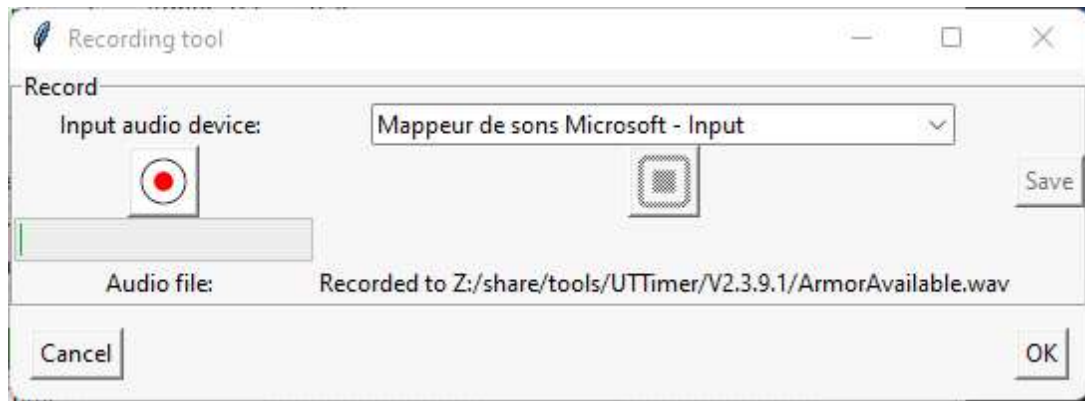 Recording tool
Record
Input audio device: Mappeur de sons Microsoft - Input
Save
Audio file: Recorded to Z:/share/tools/UTTimer/V2.3.9.1/ArmorAvailable.wav
Cancel OK